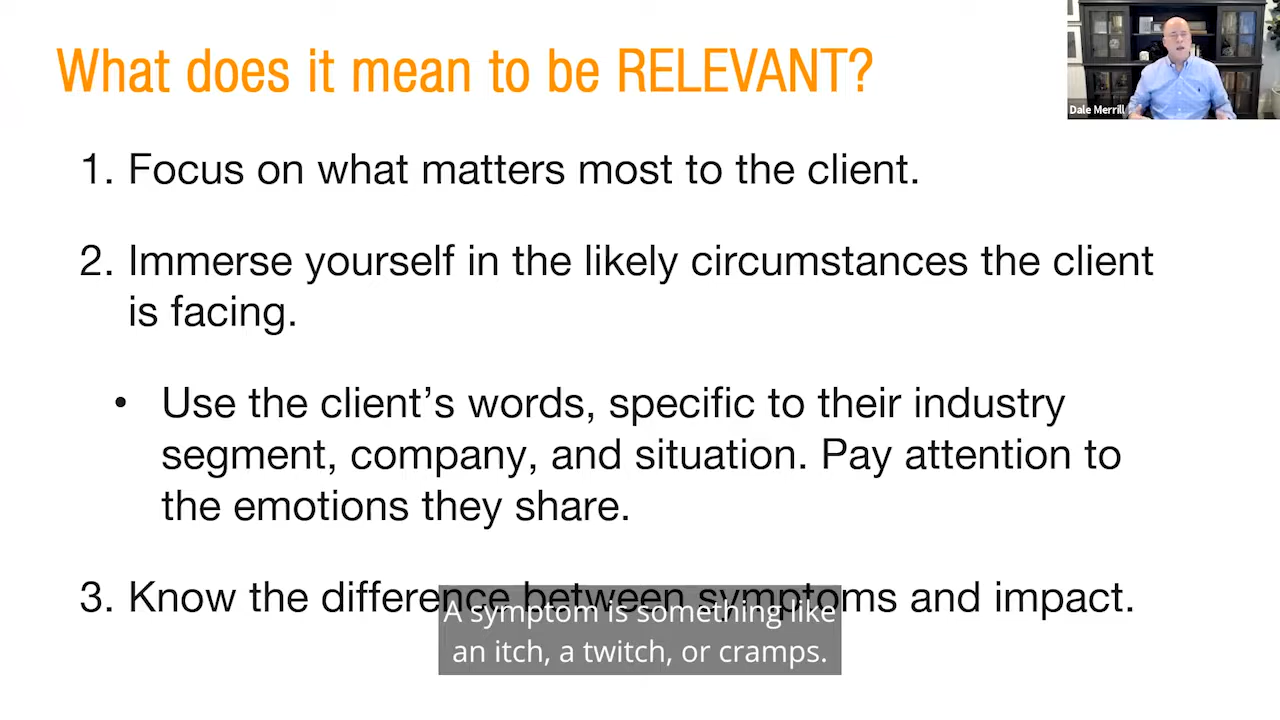 What does it mean to be RELEVANT?
Dale Merrill
1. Focus on what matters most to the client.
2. Immerse yourself in the likely circumstances the client
is facing.
• Use the client’s words, specific to their industry
segment, company, and situation. Pay attention to
the emotions they share.
3. Know the difference between symptoms and impact.
A symptom is something like
an itch, a twitch, or cramps.